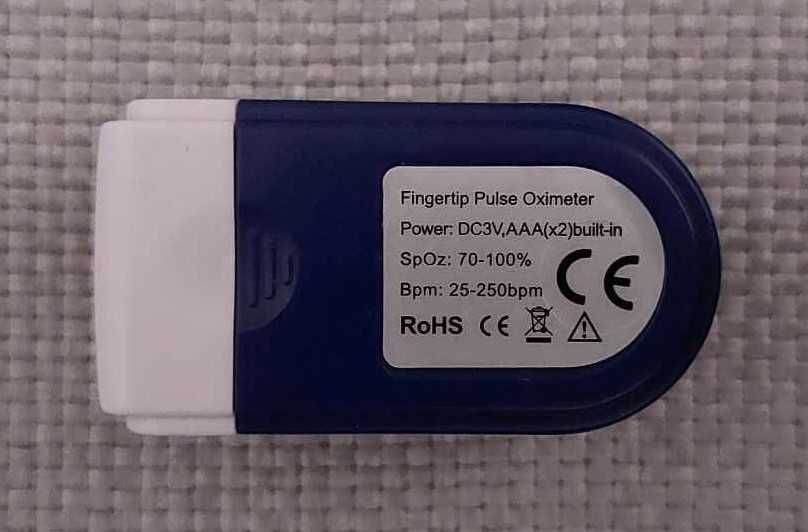 Fingertip Pulse Oximeter
Power: DC3V,AAA(x2)built-in
SpOz: 70-100%
Bpm: 25-250bpm
CE
RoHS CE